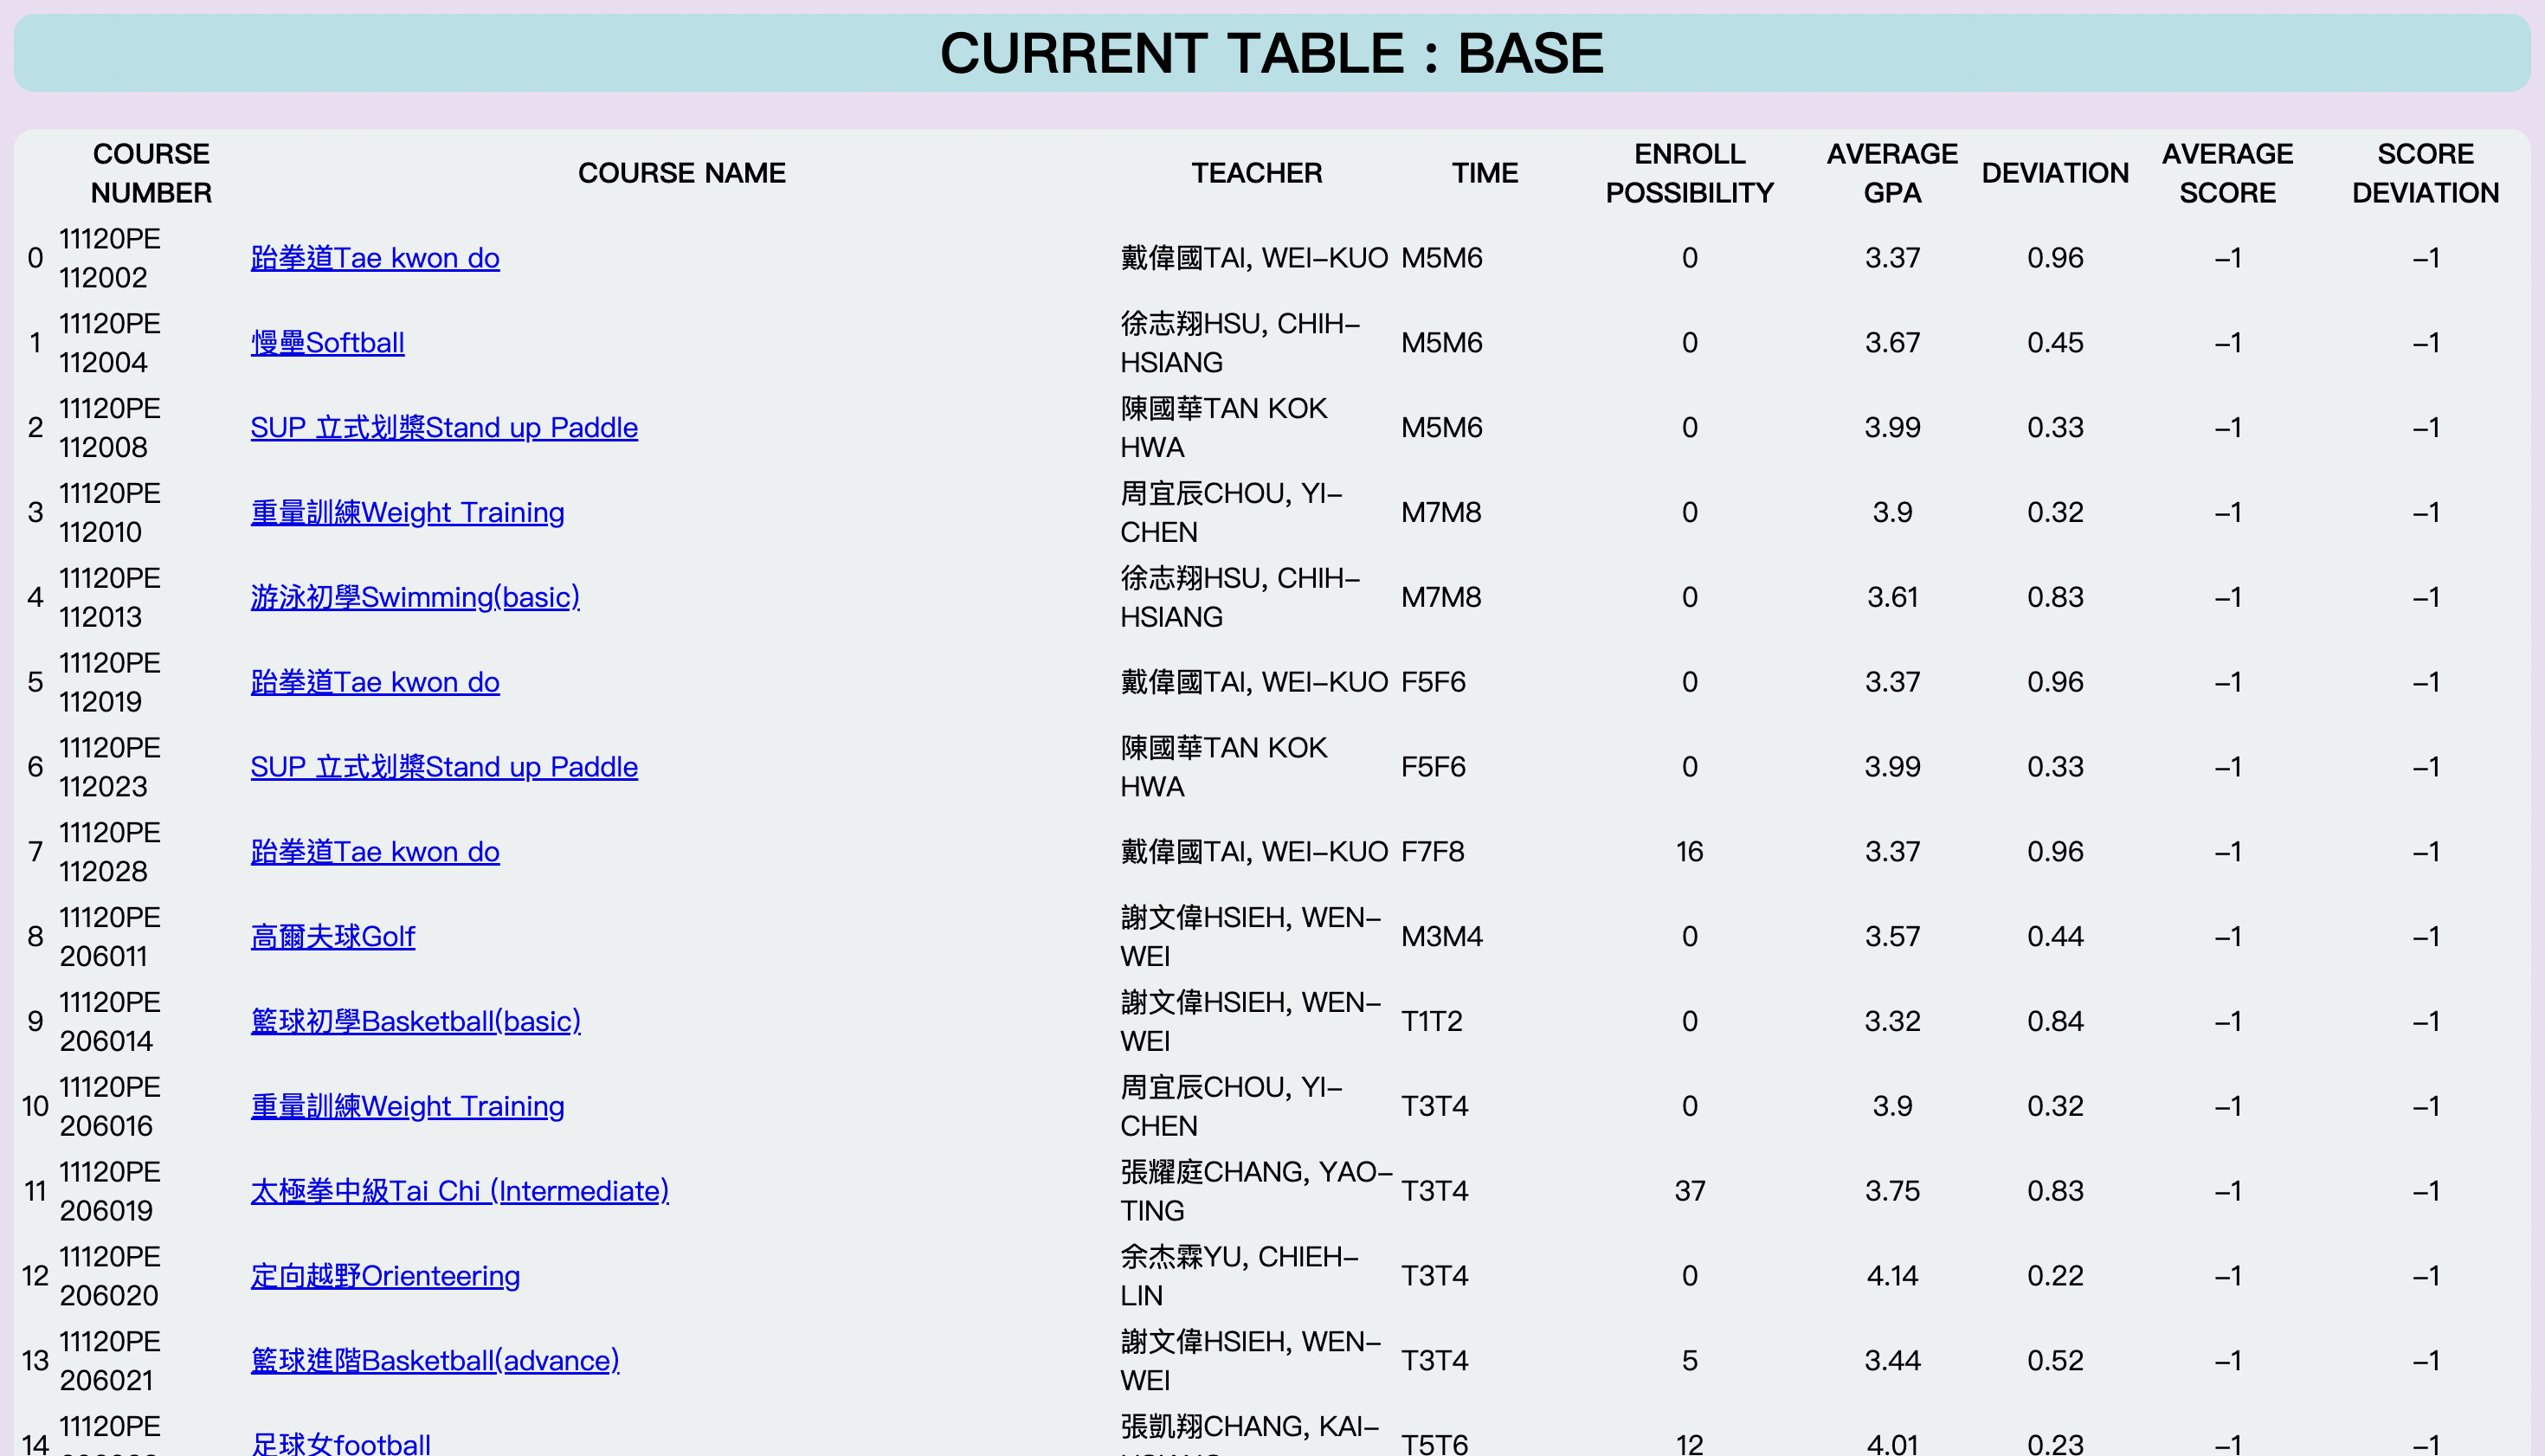 CURRENT TABLE : BASE
COURSE NUMBER COURSE NAME TEACHER TIME ENROLL POSSIBILITY AVERAGE GPA DEVIATION AVERAGE SCORE SCORE DEVIATION
0 11120PE 112002 跆拳道Tae kwon do 戴偉國TAI, WEI-KUO M5M6 0 3.37 0.96 -1 -1
1 11120PE 112004 慢壘Softball 徐志翔HSU, CHIH-HSIANG M5M6 0 3.67 0.45 -1 -1
2 11120PE 112008 SUP 立式划槳Stand up Paddle 陳國華TAN KOK HWA M5M6 0 3.99 0.33 -1 -1
3 11120PE 112010 重量訓練Weight Training 周宜辰CHOU, YI-CHEN M7M8 0 3.9 0.32 -1 -1
4 11120PE 112013 游泳初學Swimming(basic) 徐志翔HSU, CHIH-HSIANG M7M8 0 3.61 0.83 -1 -1
5 11120PE 112019 跆拳道Tae kwon do 戴偉國TAI, WEI-KUO F5F6 0 3.37 0.96 -1 -1
6 11120PE 112023 SUP 立式划槳Stand up Paddle 陳國華TAN KOK HWA F5F6 0 3.99 0.33 -1 -1
7 11120PE 112028 跆拳道Tae kwon do 戴偉國TAI, WEI-KUO F7F8 16 3.37 0.96 -1 -1
8 11120PE 206011 高爾夫球Golf 謝文偉HSIEH, WEN-WEI M3M4 0 3.57 0.44 -1 -1
9 11120PE 206014 籃球初學Basketball(basic) 謝文偉HSIEH, WEN-WEI T1T2 0 3.32 0.84 -1 -1
10 11120PE 206016 重量訓練Weight Training 周宜辰CHOU, YI-CHEN T3T4 0 3.9 0.32 -1 -1
11 11120PE 206019 太極拳中級Tai Chi (Intermediate) 張耀庭CHANG, YAO-TING T3T4 37 3.75 0.83 -1 -1
12 11120PE 206020 定向越野Orienteering 余杰霖YU, CHIEH-LIN T3T4 0 4.14 0.22 -1 -1
13 11120PE 206021 籃球進階Basketball(advance) 謝文偉HSIEH, WEN-WEI T3T4 5 3.44 0.52 -1 -1
14 11120PE 足球女football 張凱翔CHANG, KAI- T5T6 12 4.01 0.23 -1 -1